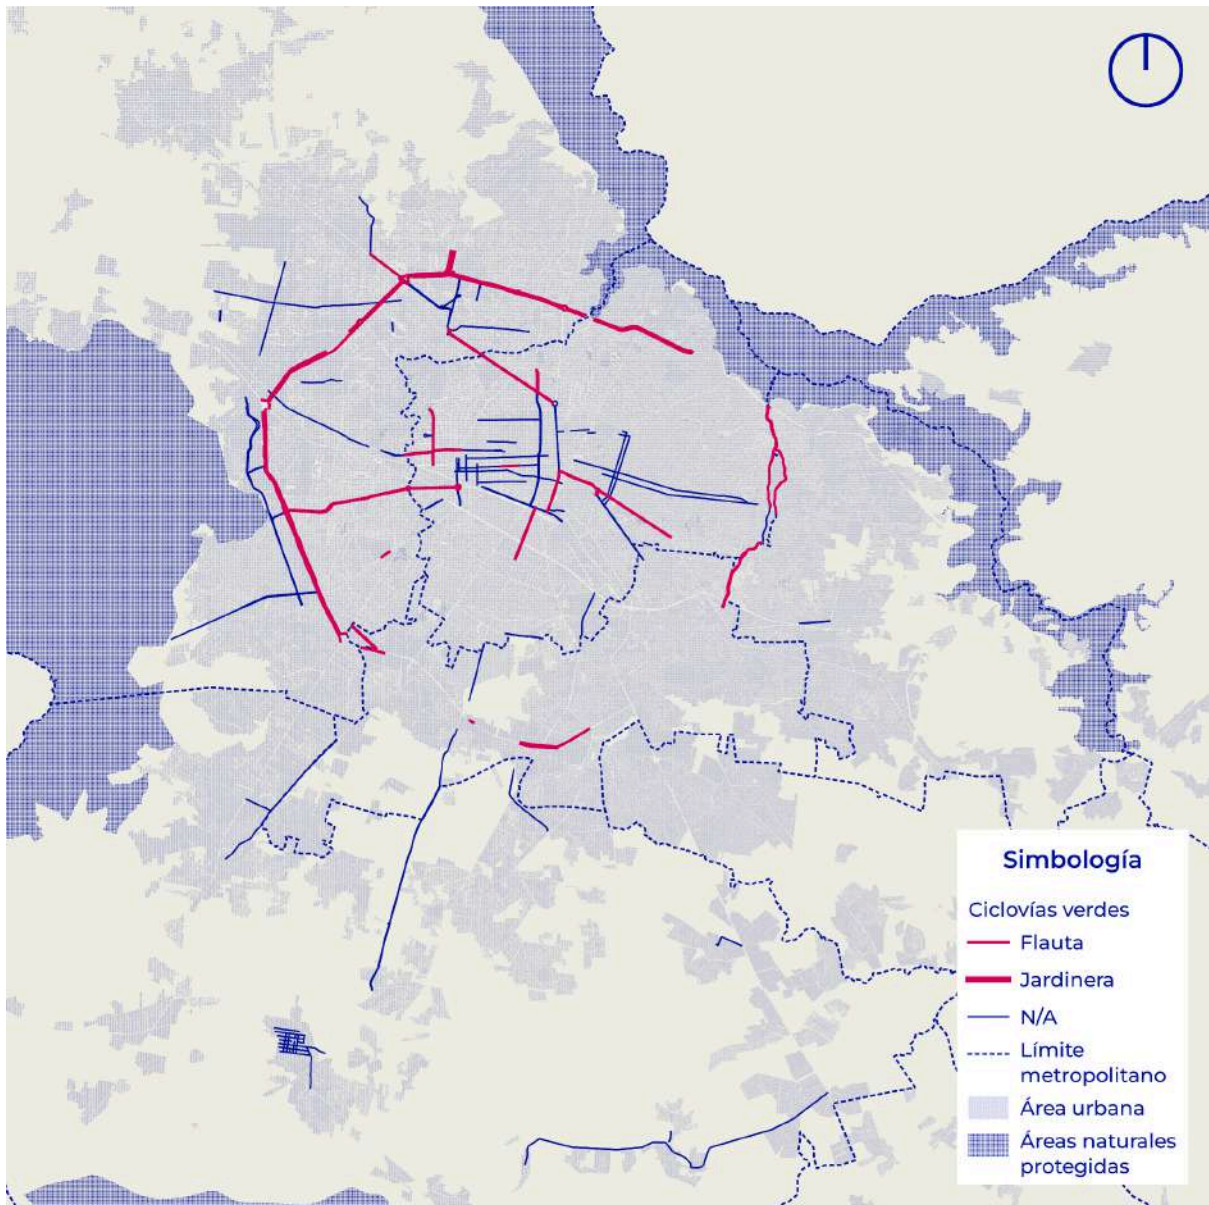 Simbología
Ciclovías verdes
Flauta
Jardinera
N/A
Límite
metropolitano
Área urbana
Áreas naturales
protegidas